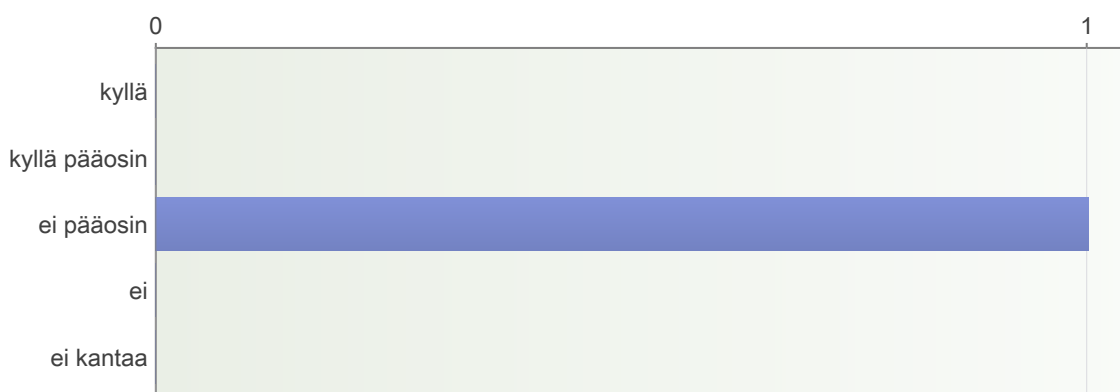 0 1
kyllä
kyllä pääosin
ei pääosin
ei
ei kantaa